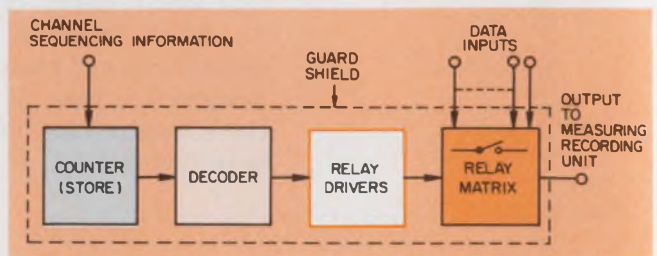 CHANNEL
SEQUENCING INFORMATION
GUARD
SHIELD
DATA
INPUTS
OUTPUT
TO
MEASURING
RECORDING
UNIT
COUNTER
(STORE)
DECODER
RELAY
DRIVERS
RELAY
MATRIX